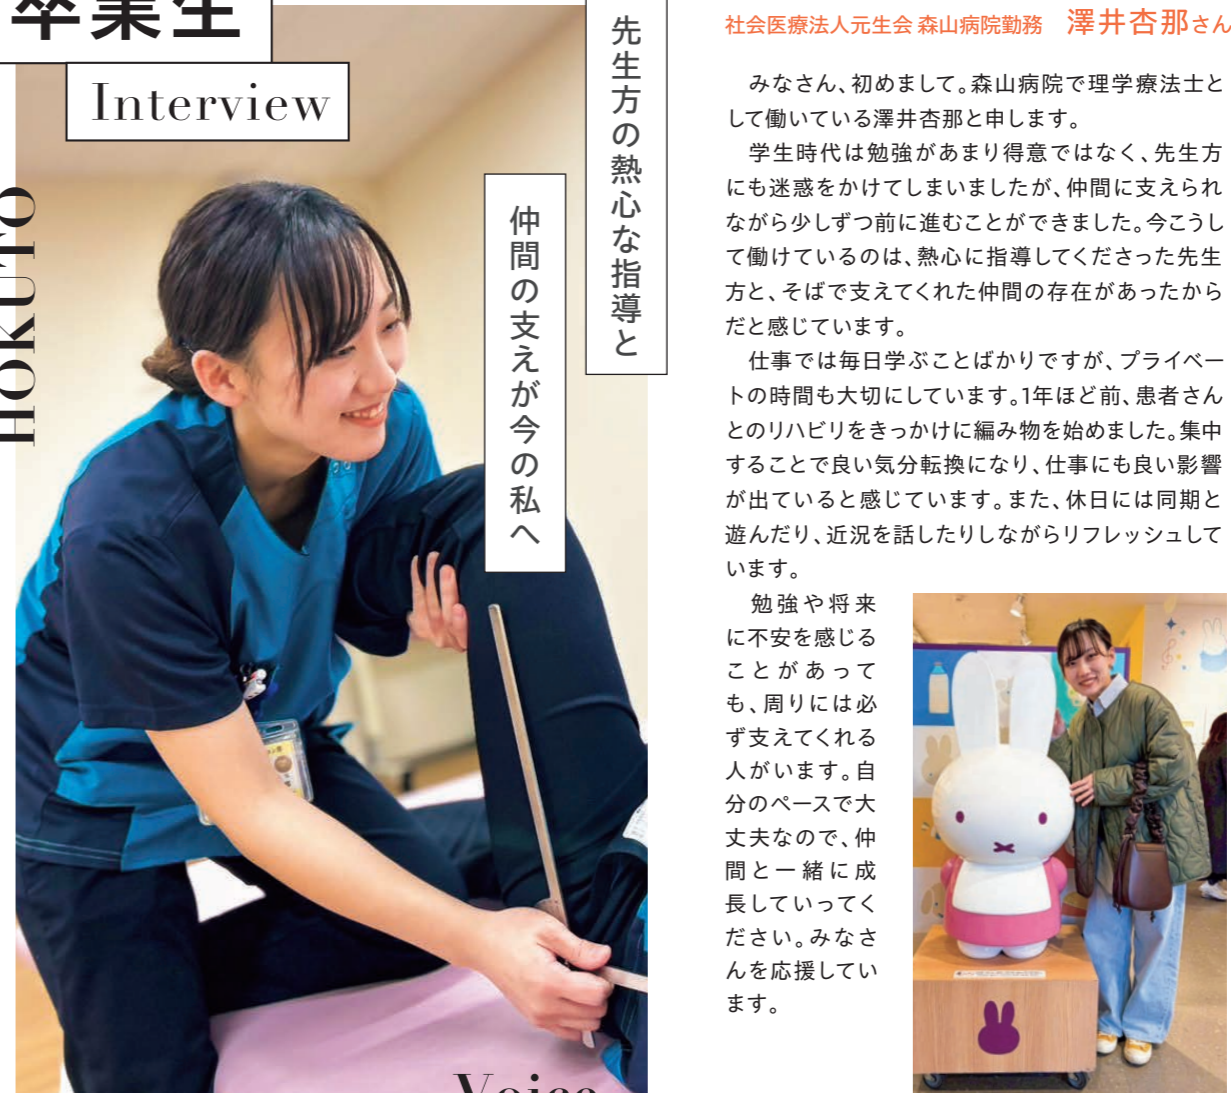 卒業生
Interview
HOKUTO
先生方の熱心な指導と
仲間の支えが今の私へ
Voice
社会医療法人元生会 森山病院勤務　澤井杏那さん
みなさん、初めまして。森山病院で理学療法士と
して働いている澤井杏那と申します。
学生時代は勉強があまり得意ではなく、先生方
にも迷惑をかけてしまいましたが、仲間に支えられ
ながら少しずつ前に進むことができました。今こうし
て働けているのは、熱心に指導してくださった先生
方と、そばで支えてくれた仲間の存在があったから
だと感じています。
仕事では毎日学ぶことばかりですが、プライベー
トの時間も大切にしています。1年ほど前、患者さん
とのリハビリをきっかけに編み物を始めました。集中
することで良い気分転換になり、仕事にも良い影響
が出ていると感じています。また、休日には同期と
遊んだり、近況を話したりしながらリフレッシュして
います。
勉強や将来
に不安を感じる
ことがあって
も、周りには必
ず支えてくれる
人がいます。自
分のペースで大
丈夫なので、仲
間と一緒に成
長していってく
ださい。みなさ
んを応援してい
ます。